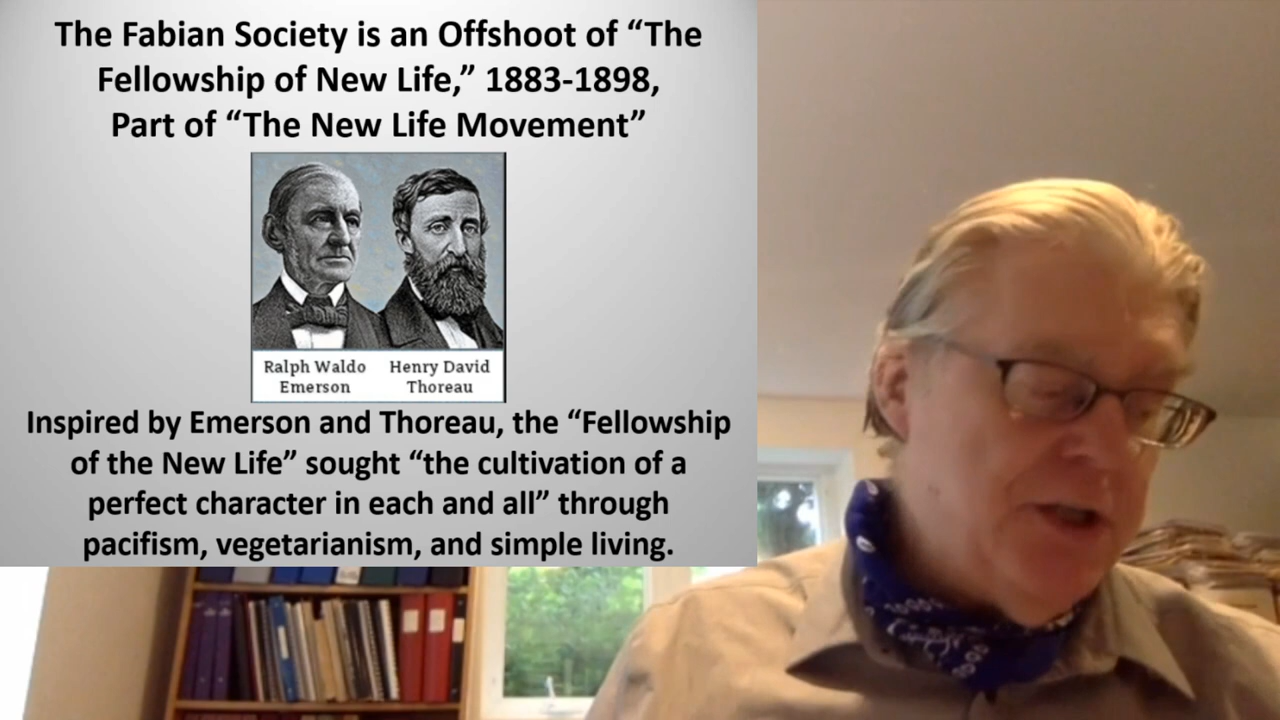 The Fabian Society is an Offshoot of “The
Fellowship of New Life,” 1883-1898,
Part of “The New Life Movement”
Ralph Waldo
Emerson
Henry David
Thoreau
Inspired by Emerson and Thoreau, the “Fellowship
of the New Life” sought “the cultivation of a
perfect character in each and all” through
pacifism, vegetarianism, and simple living.